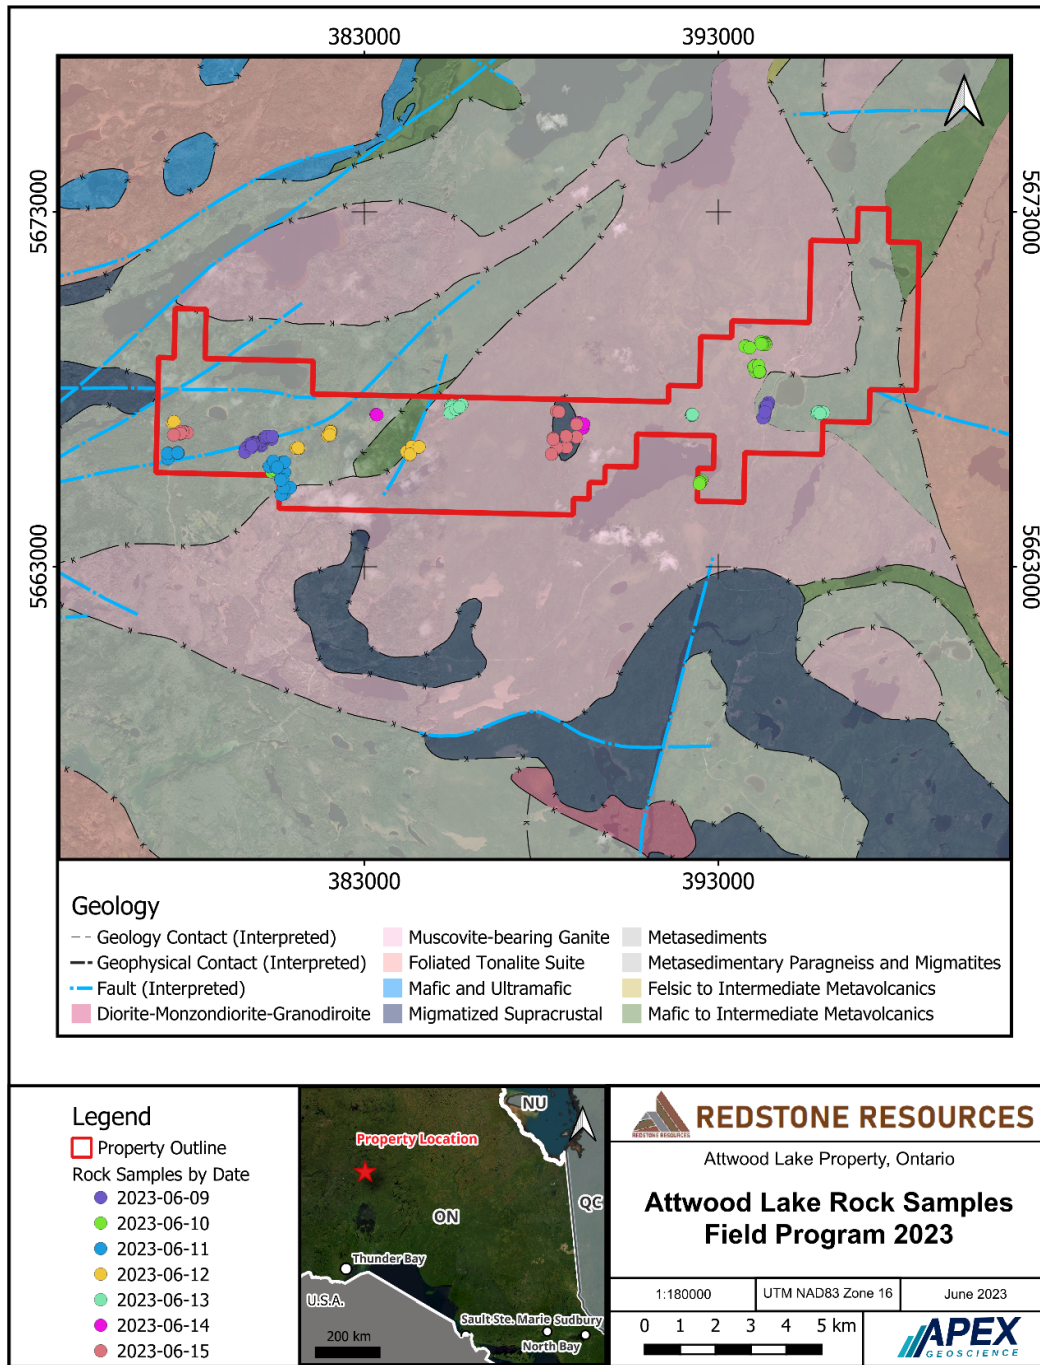 383000
393000
5673000
5673000
5663000
5663000
383000
393000
Geology
Geology Contact (Interpreted)
Geophysical Contact (Interpreted)
Fault (Interpreted)
Diorite-Monzondiorite-Granodiroite
Muscovite-bearing Ganite
Foliated Tonalite Suite
Mafic and Ultramafic
Migmatized Supracrustal
Metasediments
Metasedimentary Paragneiss and Migmatites
Felsic to Intermediate Metavolcanics
Mafic to Intermediate Metavolcanics
Legend
Property Outline
Rock Samples by Date
2023-06-09
2023-06-10
2023-06-11
2023-06-12
2023-06-13
2023-06-14
2023-06-15
NU
Property Location
QC
ON
Thunder Bay
U.S.A.
Sault Ste. Marie
Sudbury
North Bay
200 km
REDSTONE RESOURCES
REDSTONE RESOURCES
Attwood Lake Property, Ontario
Attwood Lake Rock Samples
Field Program 2023
1:180000
UTM NAD83 Zone 16
June 2023
0 1 2 3 4 5 km
APEX
GEOSCIENCE